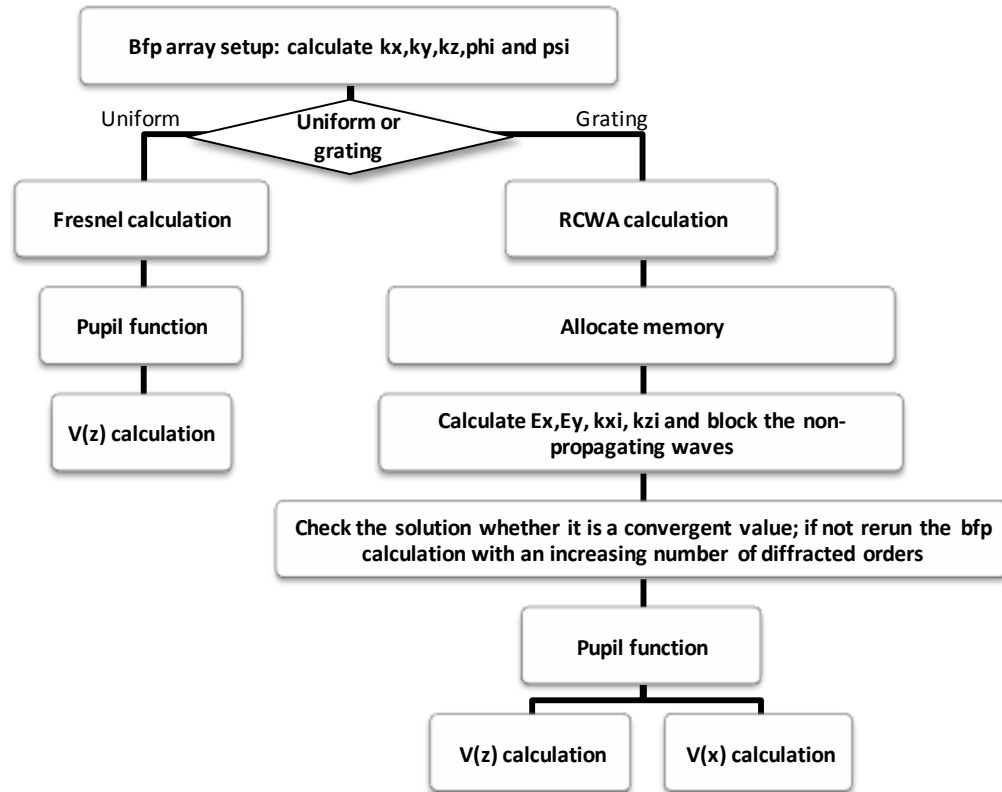 Bfp array setup: calculate kx,ky,kz,phi and psi
Uniform
Uniform or
grating
Grating
Fresnel calculation
RCWA calculation
Pupil function
Allocate memory
V(z) calculation
Calculate Ex,Ey, kxi, kzi and block the non-
propagating waves
Check the solution whether it is a convergent value; if not rerun the bfp
calculation with an increasing number of diffracted orders
Pupil function
V(z) calculation
V(x) calculation